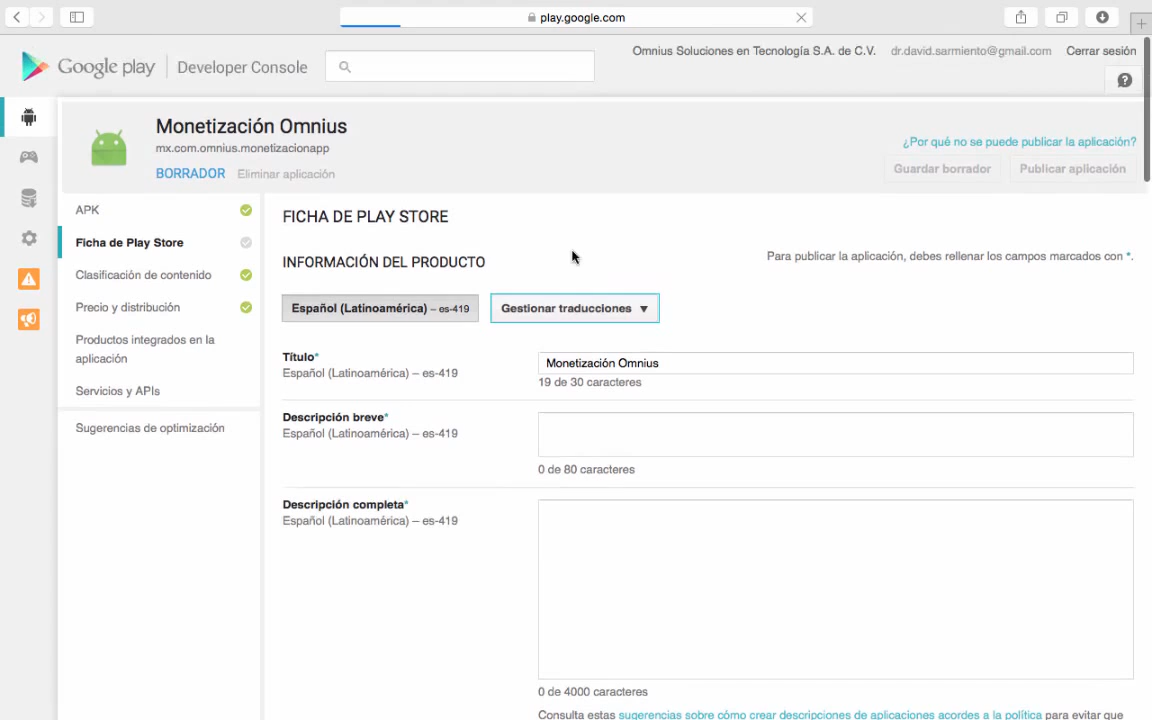 play.google.com
Google play Developer Console
Omnius Soluciones en Tecnología S.A. de C.V. dr.david.sarmiento@gmail.com Cerrar sesión
Monetización Omnius
mx.com.omnius.monetizacionapp
BORRADOR Eliminar aplicación
¿Por qué no se puede publicar la aplicación?
Guardar borrador Publicar aplicación
APK
Ficha de Play Store
Clasificación de contenido
Precio y distribución
Productos integrados en la
aplicación
Servicios y APIs
Sugerencias de optimización
FICHA DE PLAY STORE
INFORMACIÓN DEL PRODUCTO
Para publicar la aplicación, debes rellenar los campos marcados con *.
Español (Latinoamérica) – es-419 Gestionar traducciones ▼
Título*
Español (Latinoamérica) – es-419
Monetización Omnius
19 de 30 caracteres
Descripción breve*
Español (Latinoamérica) – es-419
0 de 80 caracteres
Descripción completa*
Español (Latinoamérica) – es-419
0 de 4000 caracteres
Consulta estas sugerencias sobre cómo crear descripciones de aplicaciones acordes a la política para evitar que